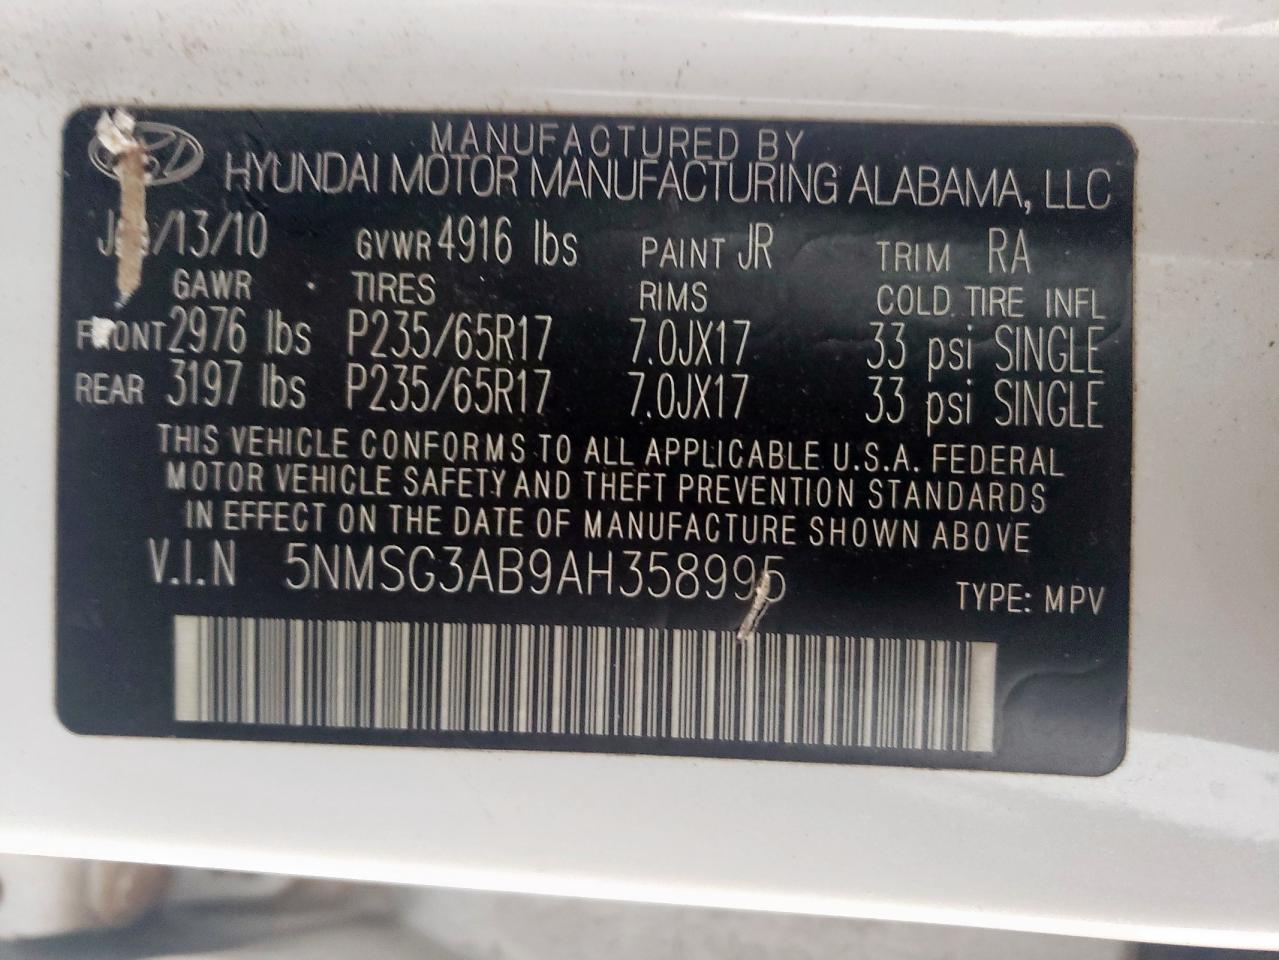 MANUFACTURED BY
HYUNDAI MOTOR MANUFACTURING ALABAMA, LLC
/13/10 GVWR 4916 lbs PAINT JR TRIM RA
GAWR TIRES RIMS COLD TIRE INFL
FRONT 2976 lbs P235/65R17 7.0JX17 33 psi SINGLE
REAR 3197 lbs P235/65R17 7.0JX17 33 psi SINGLE
THIS VEHICLE CONFORMS TO ALL APPLICABLE U.S.A. FEDERAL
MOTOR VEHICLE SAFETY AND THEFT PREVENTION STANDARDS
IN EFFECT ON THE DATE OF MANUFACTURE SHOWN ABOVE
V.I.N 5NMSG3AB9AH358995
TYPE: MPV